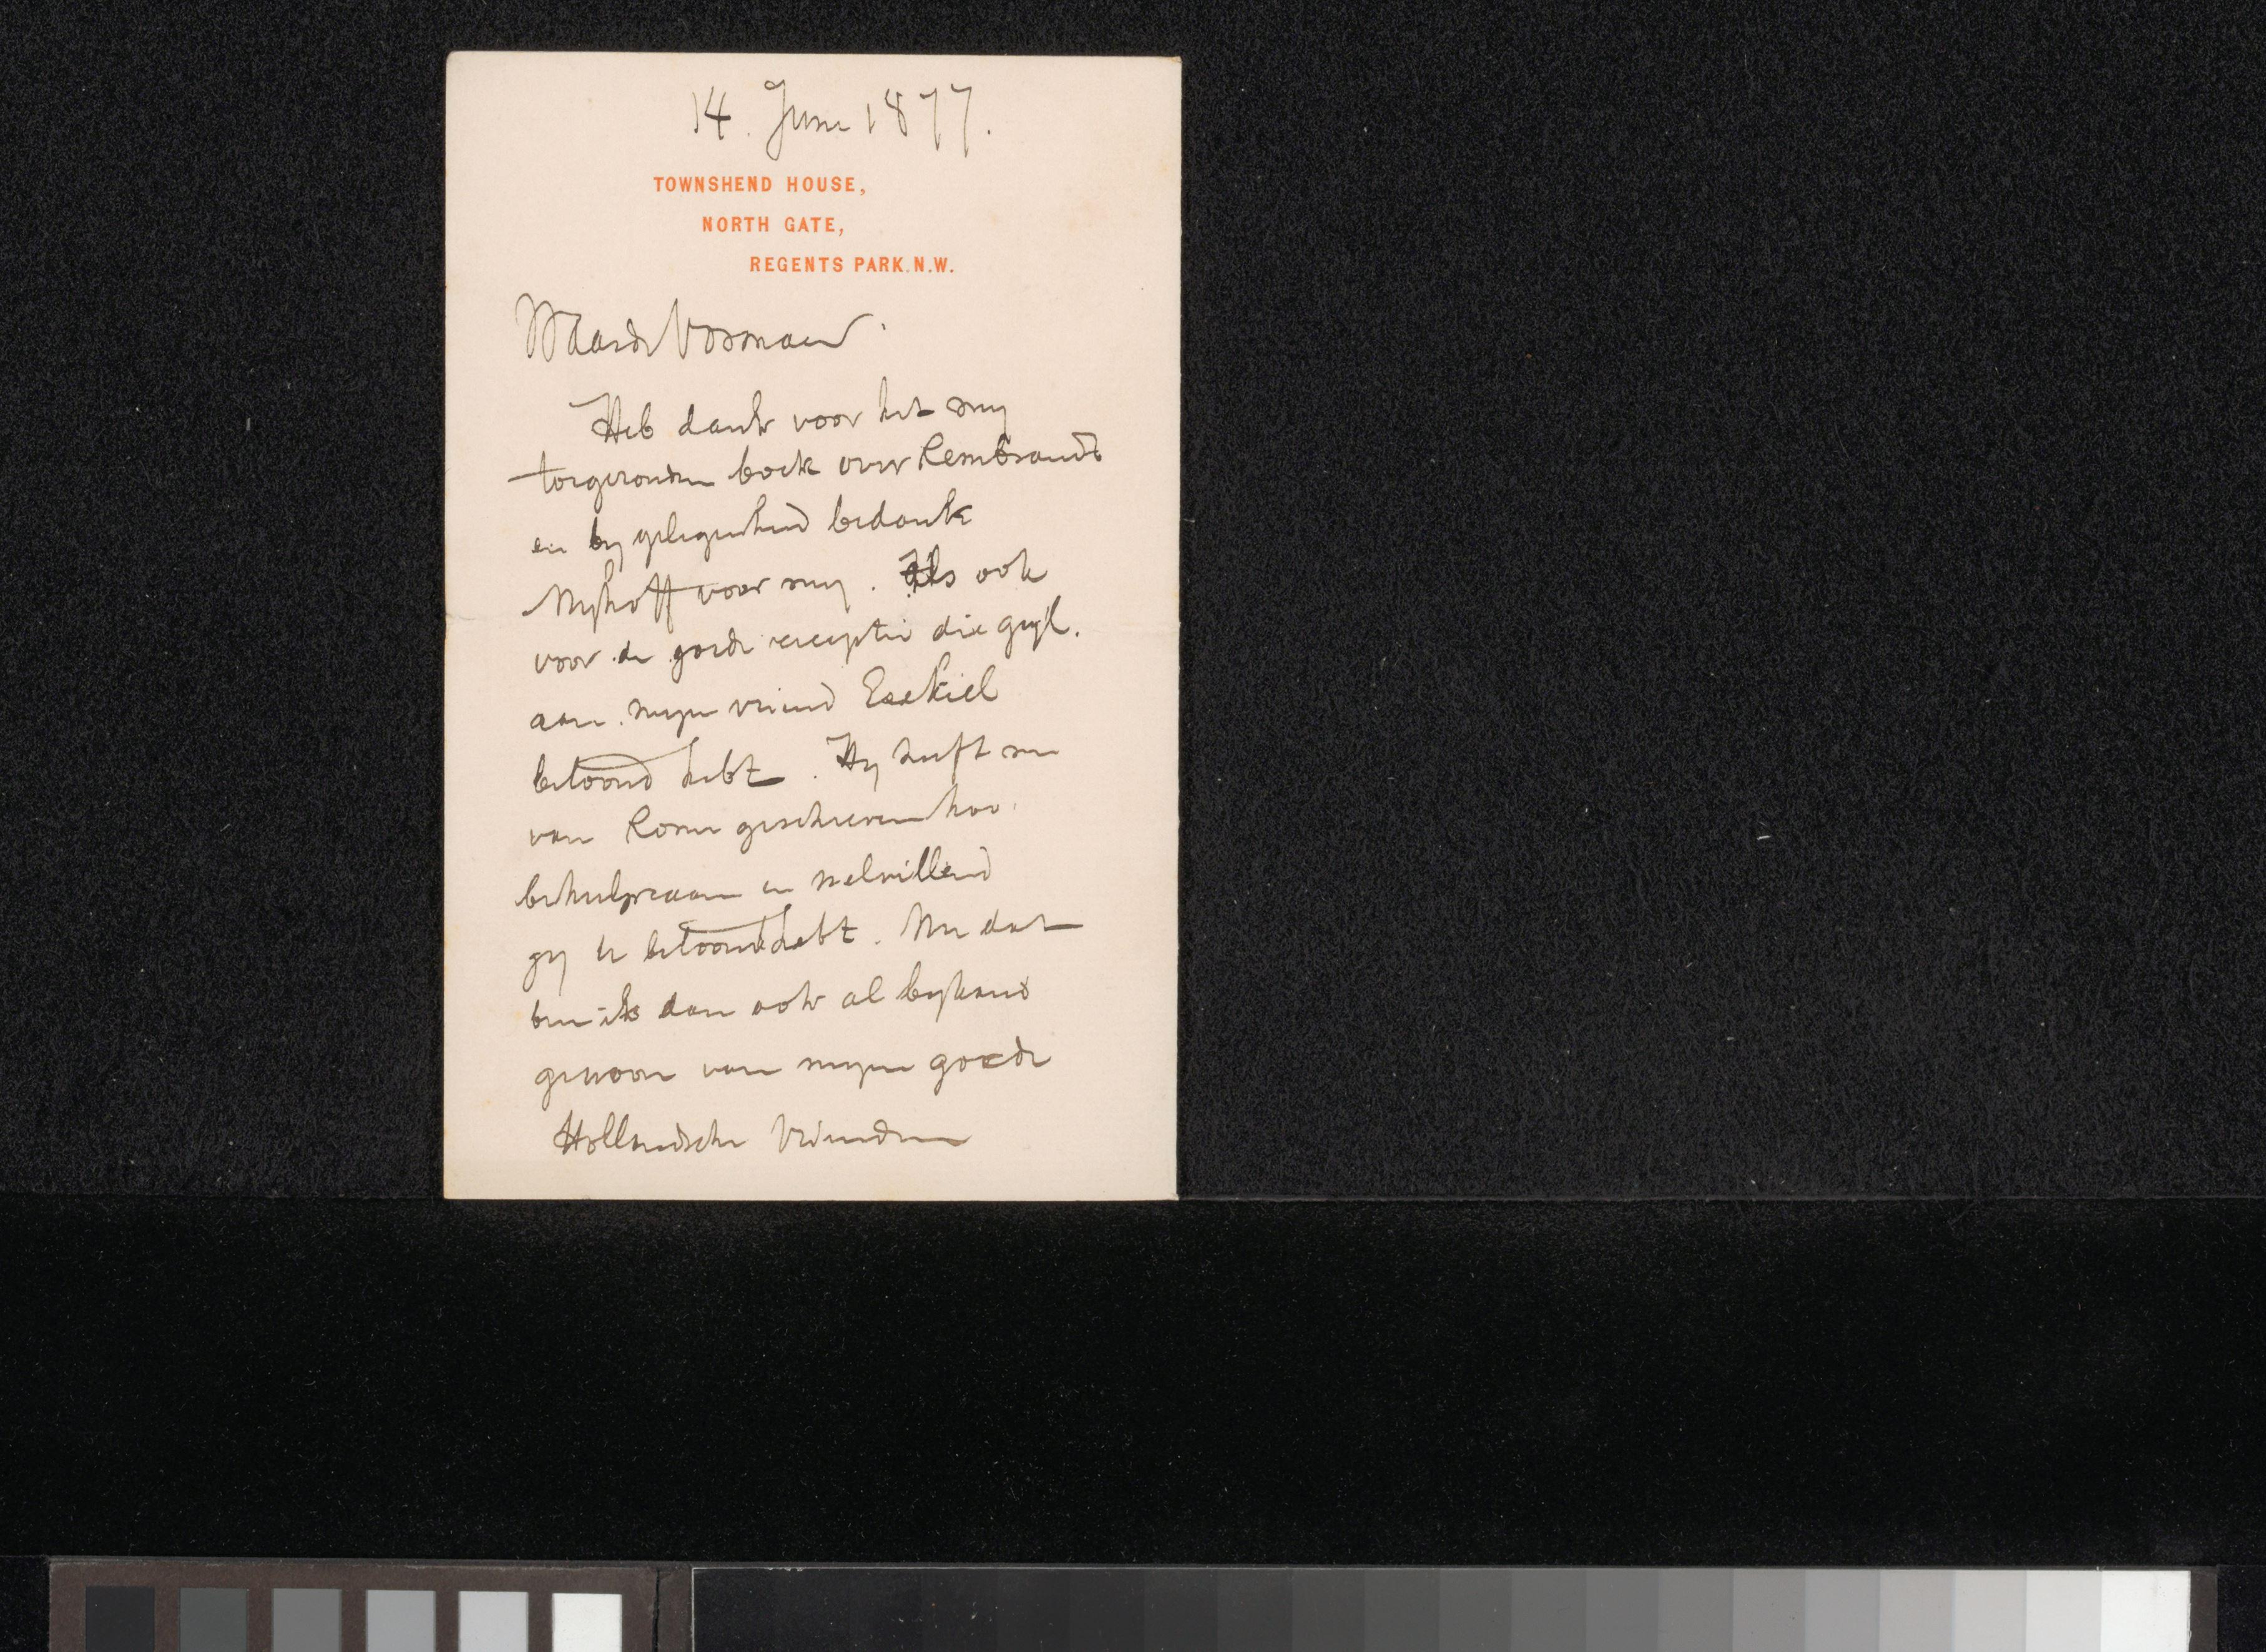 14. June 1877.
TOWNSHEND HOUSE,
NORTH GATE,
REGENTS PARK.N.W.
Waarde Vosmaer.
Heb dank voor het my
toegezonden boek over Rembrandt
en by gelegenheid bedank
Nyhoff voor my. Als ook
voor de goede receptie die gyl.
aan mijn vriend Ezekiel
betoond hebt. Hy heeft me
van Rome geschreven hoe
behulpzaam en welwillend
gy U betoond hebt. Nu dat
ben ik dan ook al bykans
gewoon van myne goede
Hollandsche vrienden